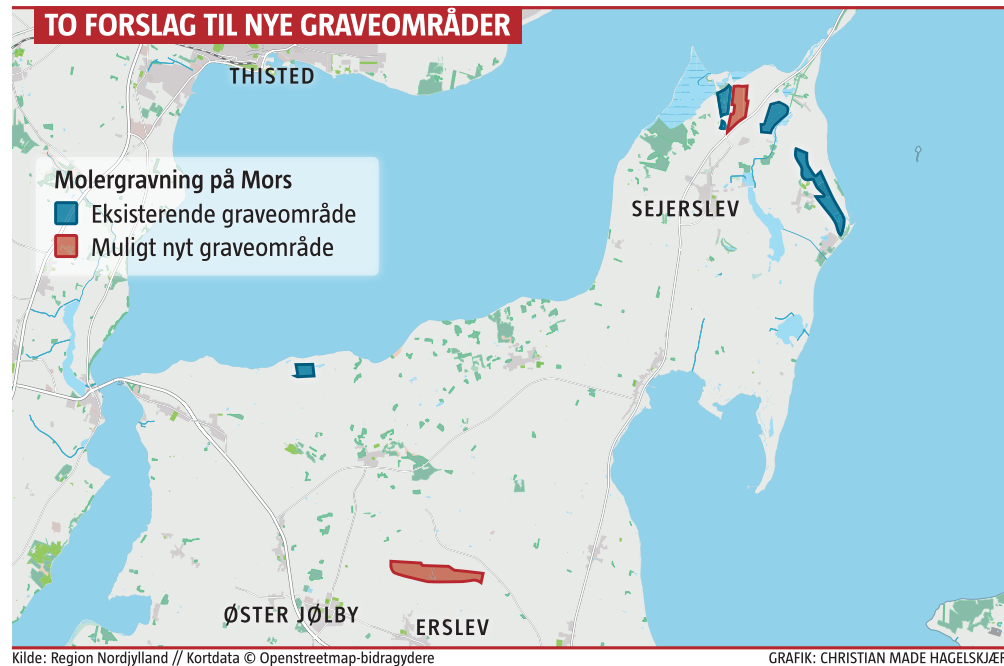 TO FORSLAG TIL NYE GRAVEOMRÅDER
THISTED
Molergravning på Mors
Eksisterende graveområde
Muligt nyt graveområde
SEJERSLEV
ØSTER JØLBY
ERSLEV
Kilde: Region Nordjylland // Kortdata © Openstreetmap-bidragydere
GRAFIK: CHRISTIAN MADE HAGELSKJÆR